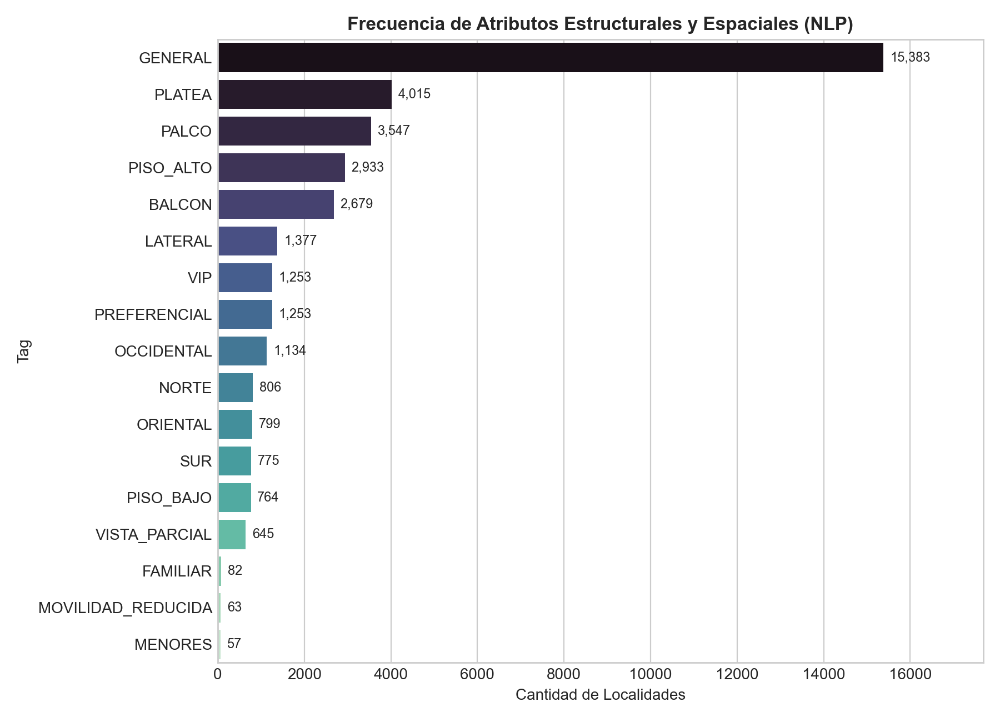 Frecuencia de Atributos Estructurales y Espaciales (NLP)
GENERAL 15,383
PLATEA 4,015
PALCO 3,547
PISO_ALTO 2,933
BALCON 2,679
LATERAL 1,377
VIP 1,253
PREFERENCIAL 1,253
OCCIDENTAL 1,134
NORTE 806
ORIENTAL 799
SUR 775
PISO_BAJO 764
VISTA_PARCIAL 645
FAMILIAR 82
MOVILIDAD_REDUCIDA 63
MENORES 57
Tag
0 2000 4000 6000 8000 10000 12000 14000 16000
Cantidad de Localidades